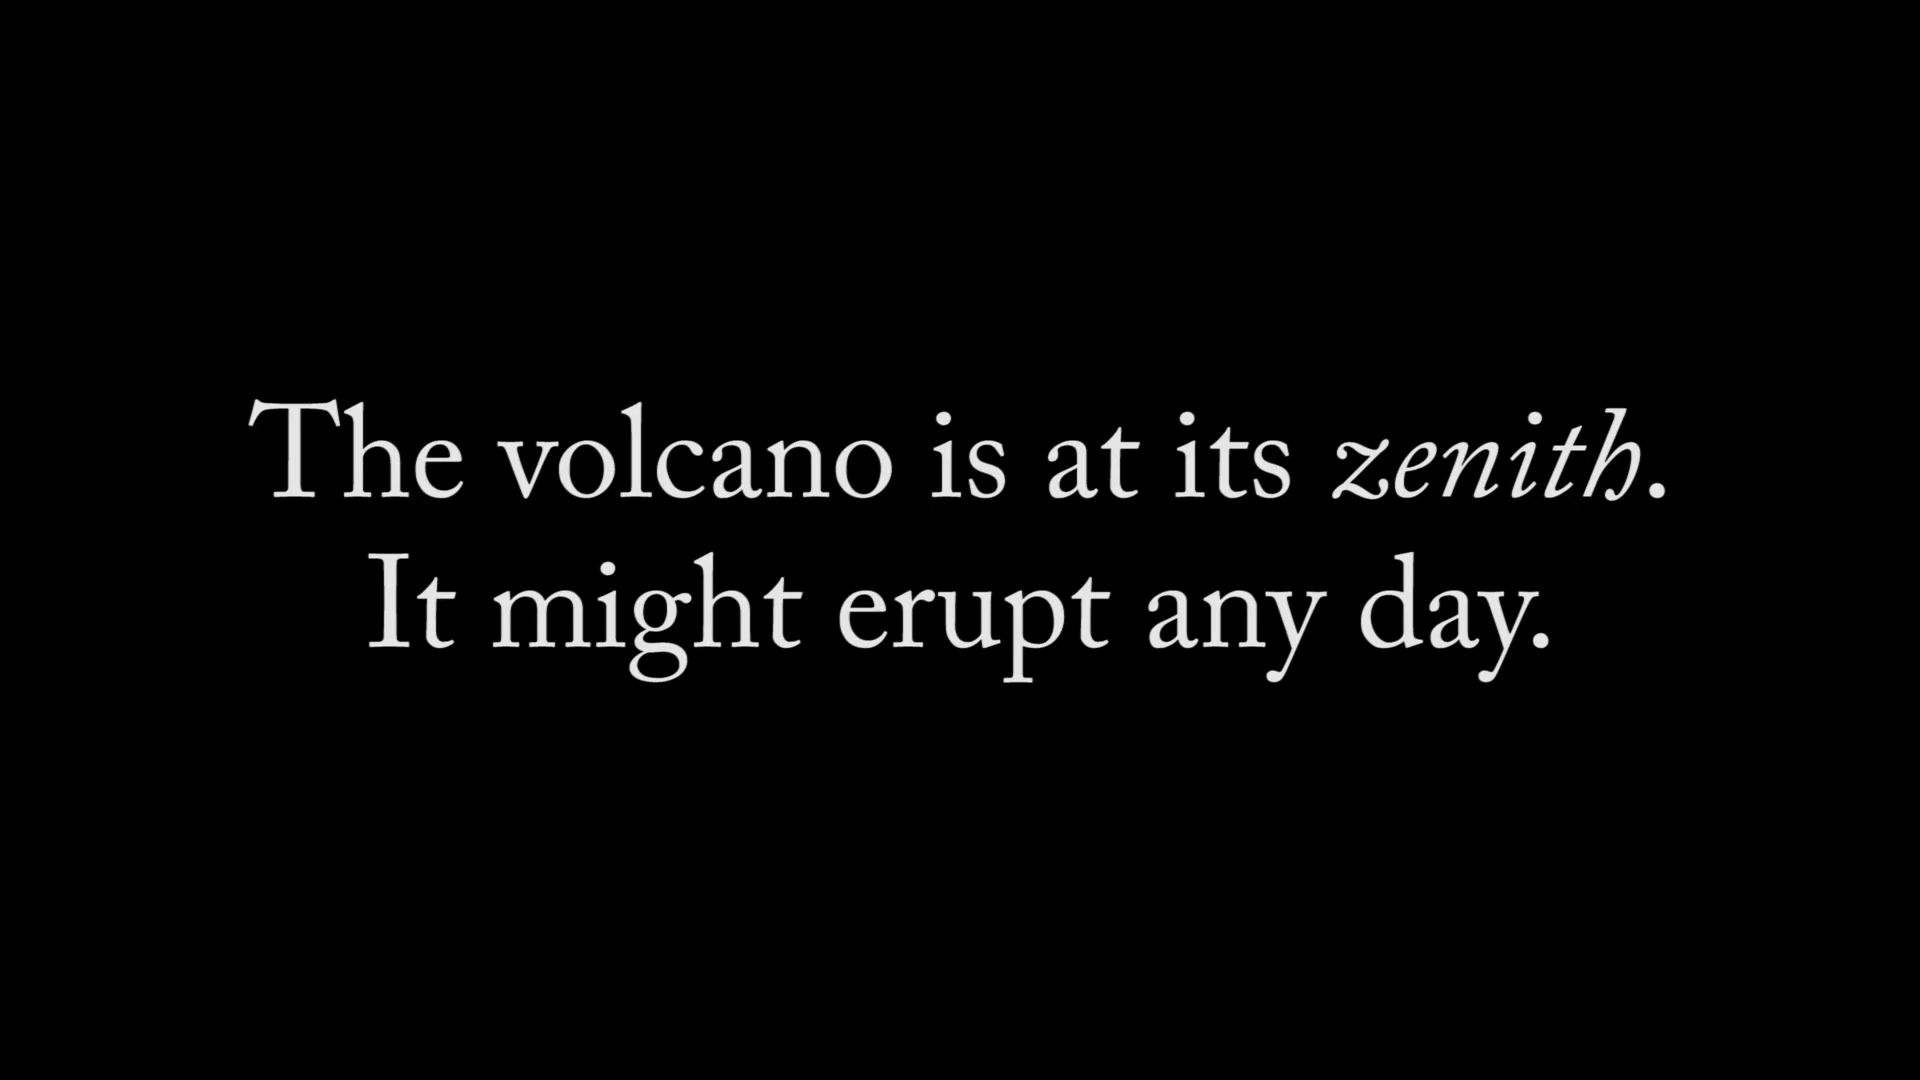 The volcano is at its zenith.
It might erupt any day.